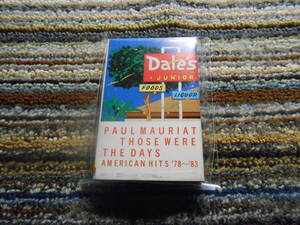 Dale's
• JUNIOR
FOODS
LIQUOR
PAUL MAURIAT
THOSE WERE
THE DAYS
AMERICAN HITS '78~'83